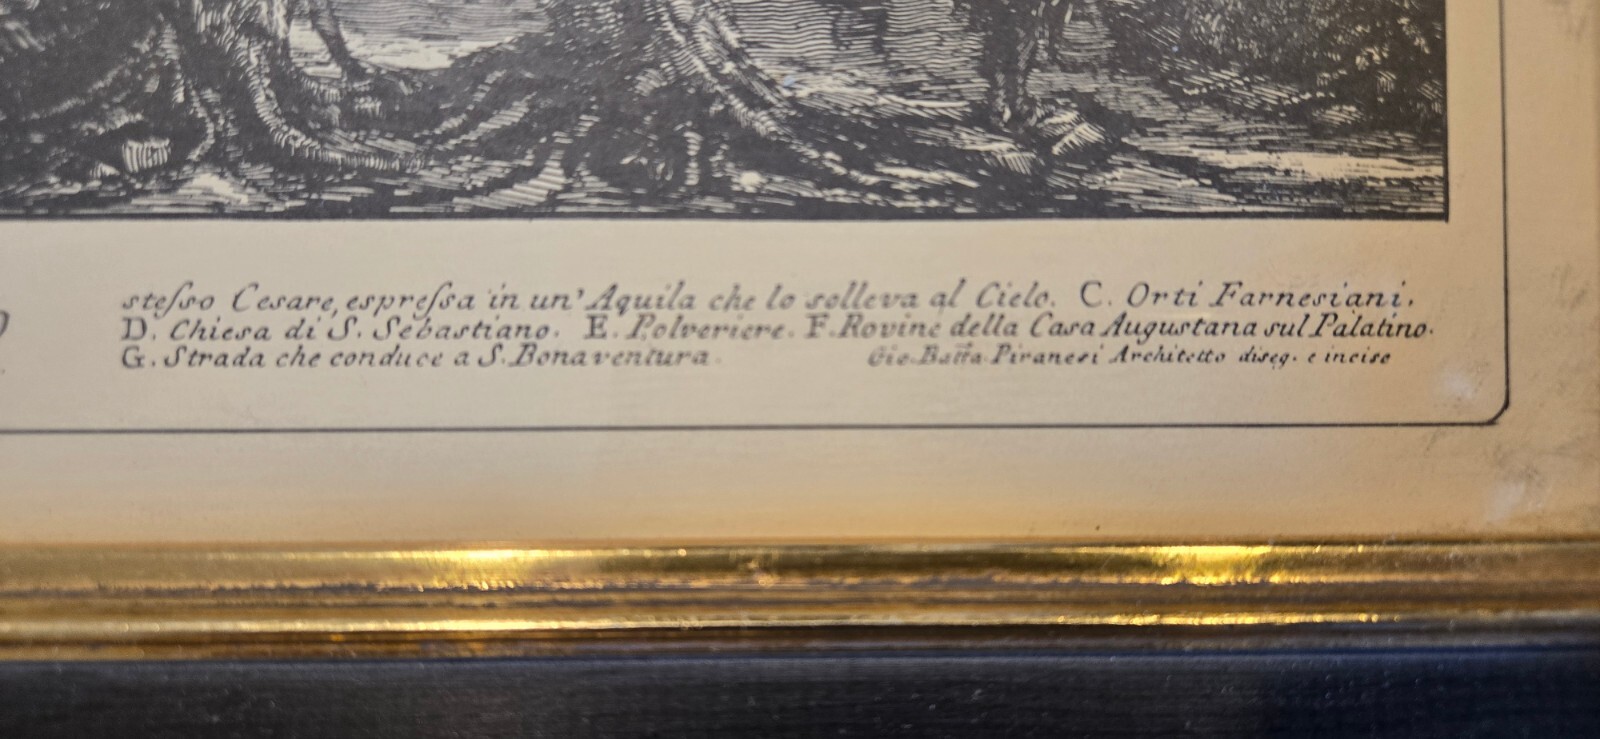 steſso Cesare, espreſsa in un' Aquila che lo solleva al Cielo. C. Orti Farnesiani.
D. Chiesa di S. Sebastiano. E. Polveriere. F. Rovine della Casa Augustana sul Palatino.
G. Strada che conduce a S. Bonaventura.
Gio. Batta Piranesi Architetto diseg. e incise